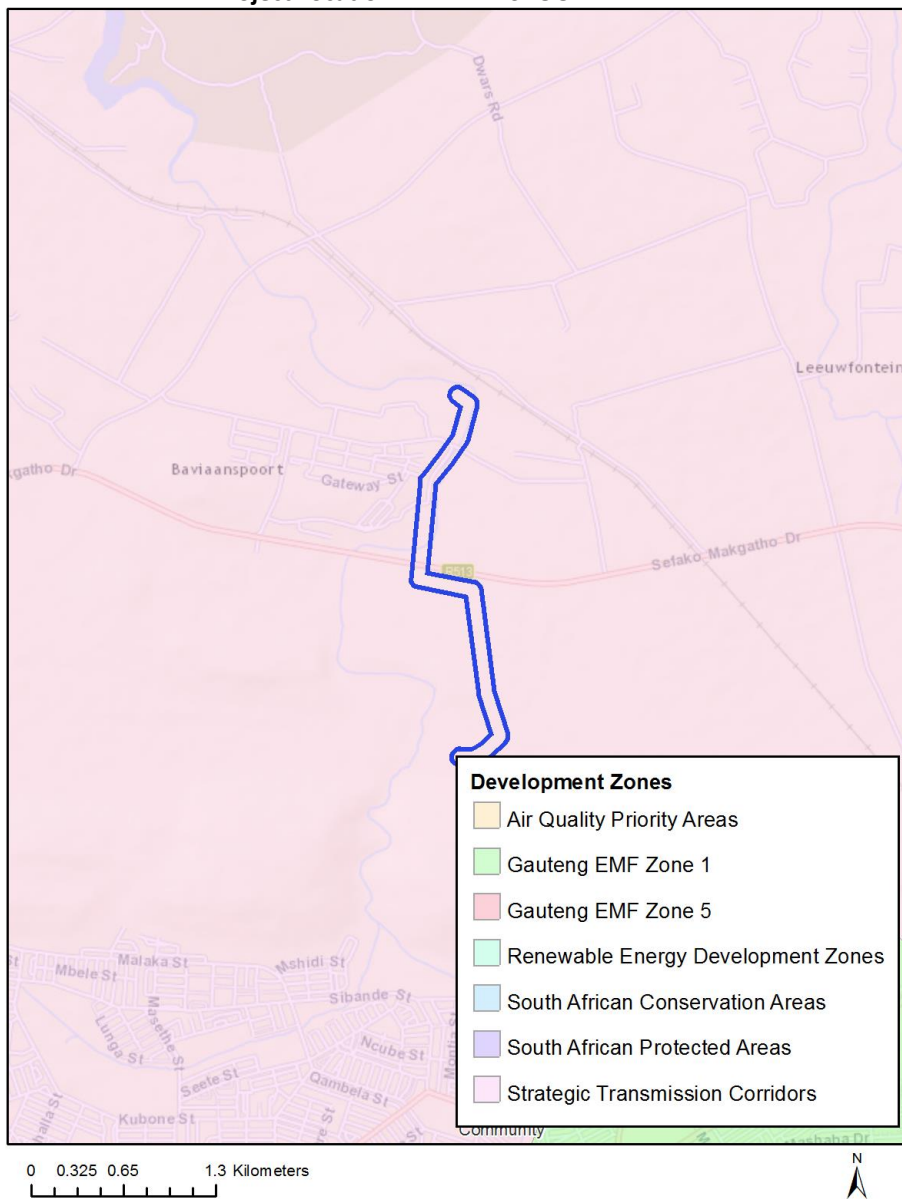 Dwars Rd
Leeuwfontein
Baviaanspoort
Gateway St
Sefako Makgatho Dr
R513
Development Zones
Air Quality Priority Areas
Gauteng EMF Zone 1
Gauteng EMF Zone 5
Renewable Energy Development Zones
South African Conservation Areas
South African Protected Areas
Strategic Transmission Corridors
Mbele St
Malaka St
Mshidi St
Sibande St
Masethe St
Lunga St
Ncube St
Seele St
Qambela St
Kubone St
Community
Mashaba Dr
0 0.325 0.65 1.3 Kilometers
N